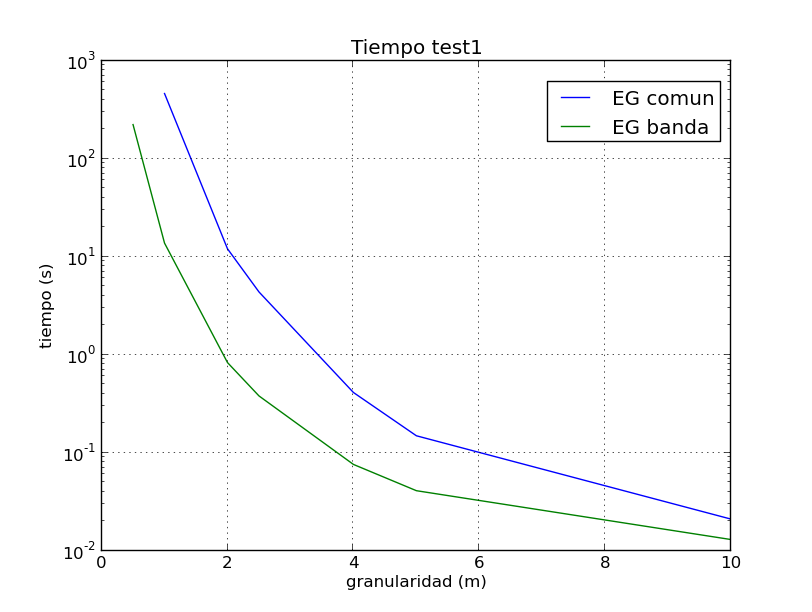 Tiempo test1
EG comun
EG banda
10^3
10^2
10^1
10^0
10^-1
10^-2
tiempo (s)
0 2 4 6 8 10
granularidad (m)